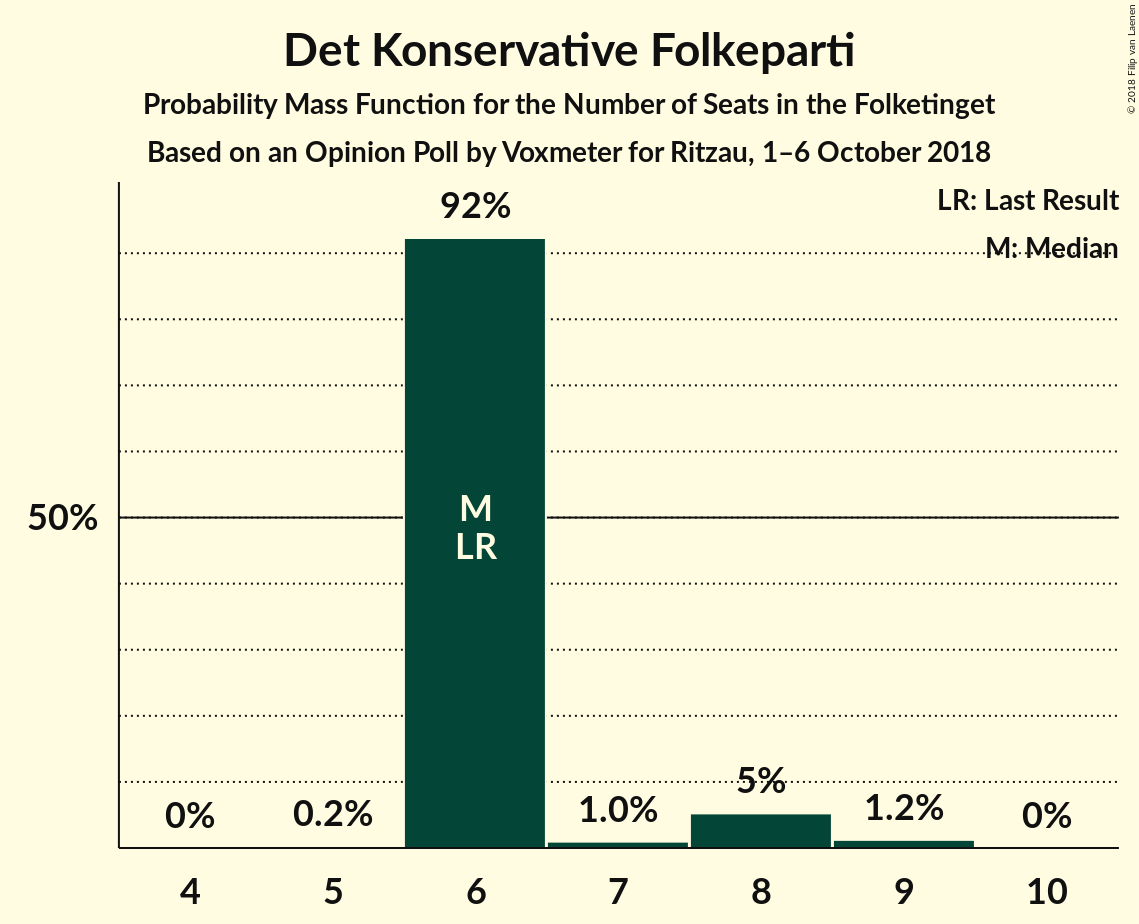 Det Konservative Folkeparti
Probability Mass Function for the Number of Seats in the Folketinget
Based on an Opinion Poll by Voxmeter for Ritzau, 1–6 October 2018
© 2018 Filip van Laenen
LR: Last Result
M: Median
92%
50%
M
LR
0%
0.2%
1.0%
5%
1.2%
0%
4 5 6 7 8 9 10